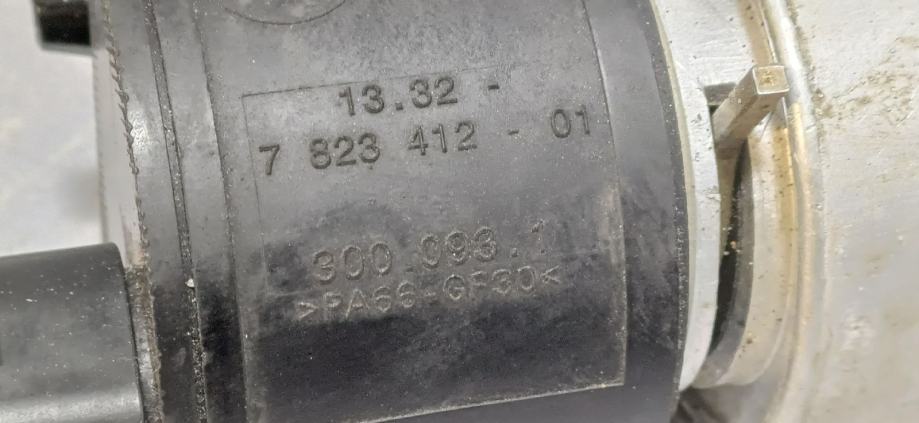 13.32 -
7 823 412 - 01
300.093.1
>PA66-GF30<